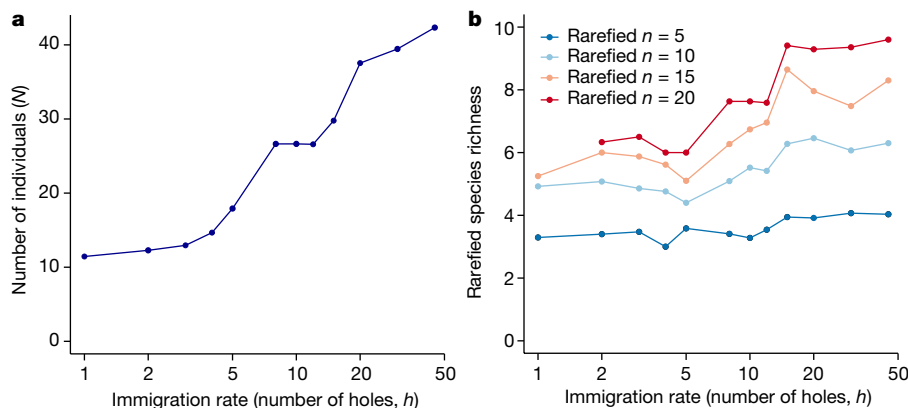 a
Number of individuals (N)
40
30
20
10
0
1 2 5 10 20 50
Immigration rate (number of holes, h)
b
Rarefied species richness
10
8
6
4
2
0
Rarefied n = 5
Rarefied n = 10
Rarefied n = 15
Rarefied n = 20
1 2 5 10 20 50
Immigration rate (number of holes, h)